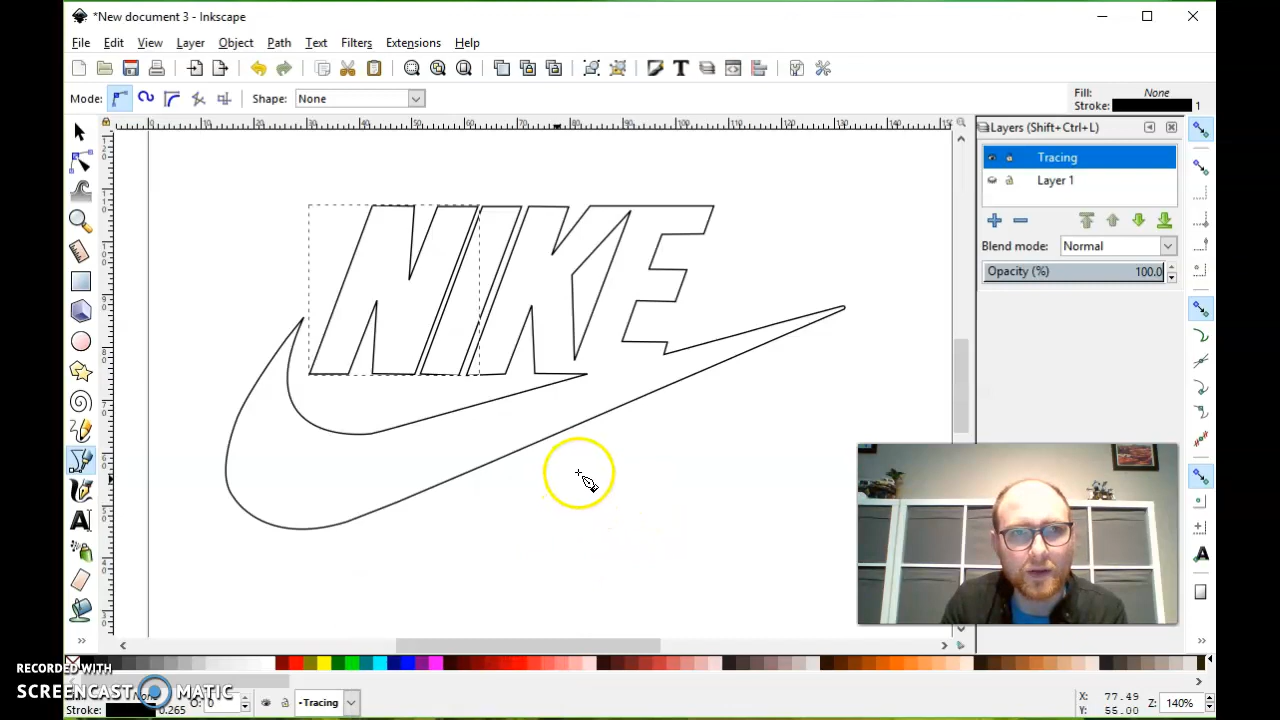 *New document 3 - Inkscape
File Edit View Layer Object Path Text Filters Extensions Help
Mode: Shape: None
Fill: None
Stroke: 1
Layers (Shift+Ctrl+L)
Tracing
Layer 1
Blend mode: Normal
Opacity (%) 100.0
NIKE
RECORDED WITH
SCREENCAST MATIC
None
Stroke: 0.265 O: 0 Tracing X: 77.49 Z: 140%
Y: 55.00